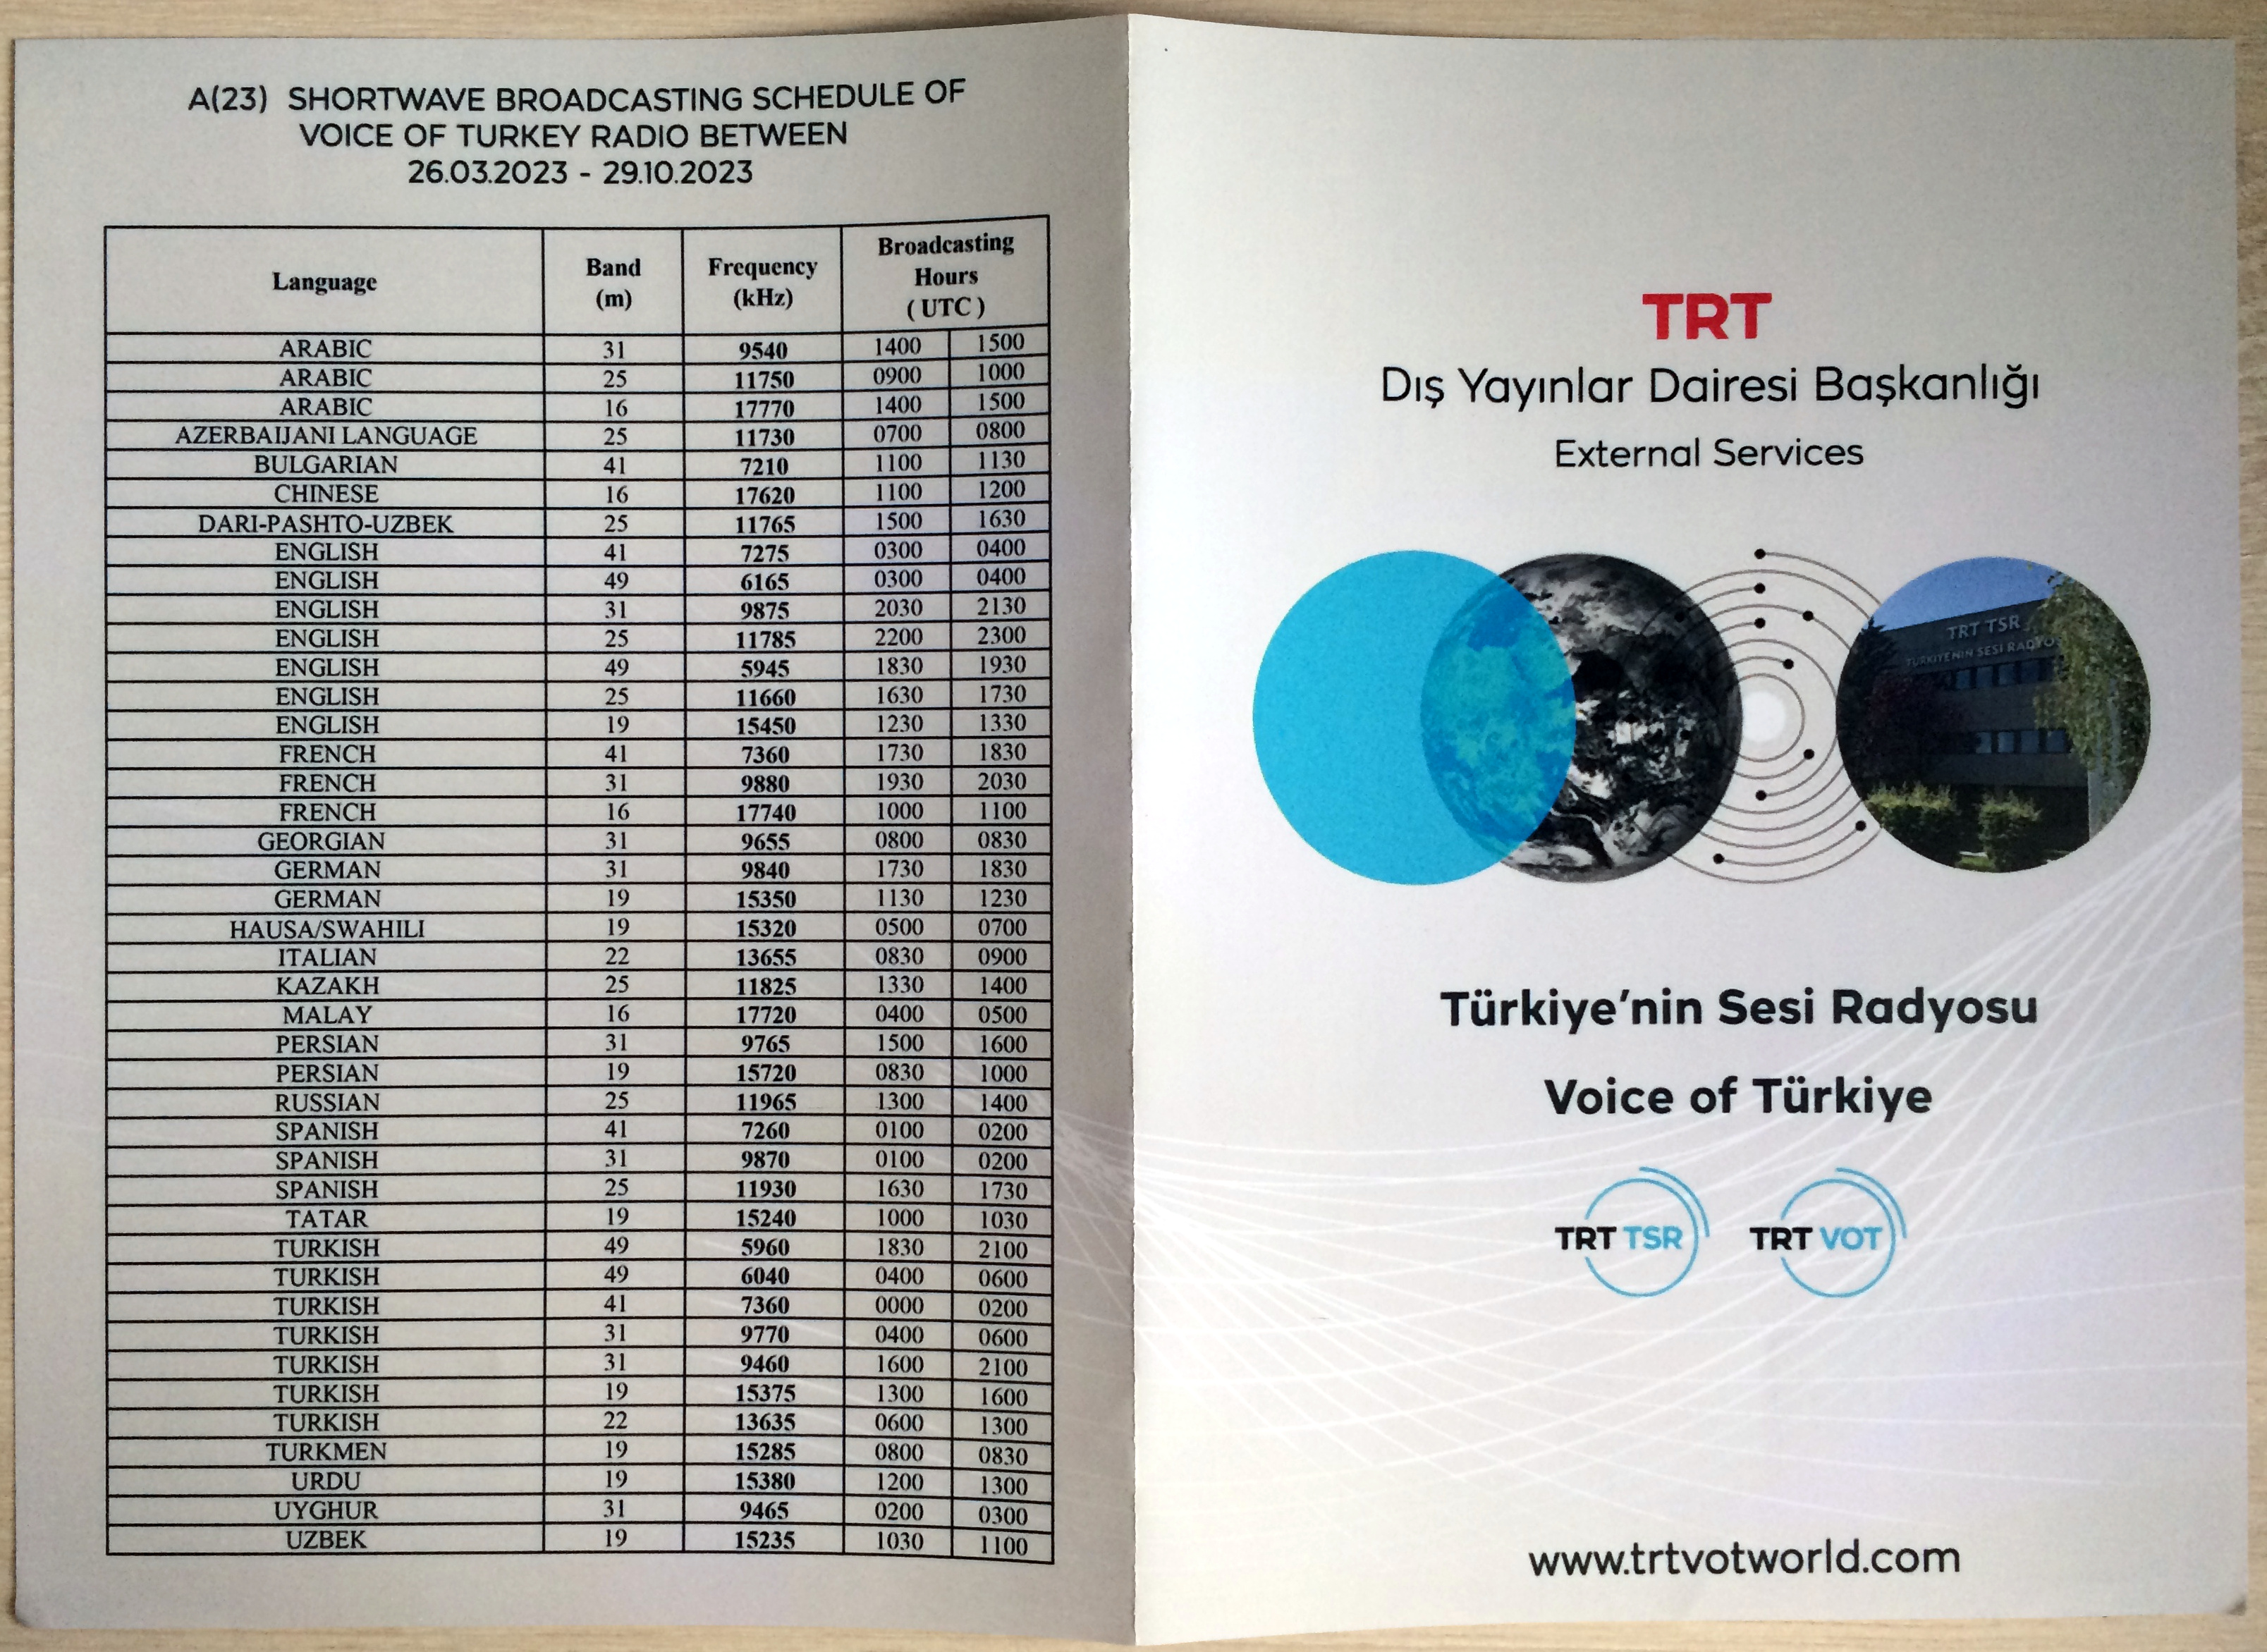 A(23) SHORTWAVE BROADCASTING SCHEDULE OF
VOICE OF TURKEY RADIO BETWEEN
26.03.2023 - 29.10.2023
Language Band (m) Frequency (kHz) Broadcasting Hours ( UTC )
ARABIC 31 9540 1400 1500
ARABIC 25 11750 0900 1000
ARABIC 16 17770 1400 1500
AZERBAIJANI LANGUAGE 25 11730 0700 0800
BULGARIAN 41 7210 1100 1130
CHINESE 16 17620 1100 1200
DARI-PASHTO-UZBEK 25 11765 1500 1630
ENGLISH 41 7275 0300 0400
ENGLISH 49 6165 0300 0400
ENGLISH 31 9875 2030 2130
ENGLISH 25 11785 2200 2300
ENGLISH 49 5945 1830 1930
ENGLISH 25 11660 1630 1730
ENGLISH 19 15450 1230 1330
FRENCH 41 7360 1730 1830
FRENCH 31 9880 1930 2030
FRENCH 16 17740 1000 1100
GEORGIAN 31 9655 0800 0830
GERMAN 31 9840 1730 1830
GERMAN 19 15350 1130 1230
HAUSA/SWAHILI 19 15320 0500 0700
ITALIAN 22 13655 0830 0900
KAZAKH 25 11825 1330 1400
MALAY 16 17720 0400 0500
PERSIAN 31 9765 1500 1600
PERSIAN 19 15720 0830 1000
RUSSIAN 25 11965 1300 1400
SPANISH 41 7260 0100 0200
SPANISH 31 9870 0100 0200
SPANISH 25 11930 1630 1730
TATAR 19 15240 1000 1030
TURKISH 49 5960 1830 2100
TURKISH 49 6040 0400 0600
TURKISH 41 7360 0000 0200
TURKISH 31 9770 0400 0600
TURKISH 31 9460 1600 2100
TURKISH 19 15375 1300 1600
TURKISH 22 13635 0600 1300
TURKMEN 19 15285 0800 0830
URDU 19 15380 1200 1300
UYGHUR 31 9465 0200 0300
UZBEK 19 15235 1030 1100
TRT
Dış Yayınlar Dairesi Başkanlığı
External Services
TRT TSR
TÜRKİYENİN SESİ RADYO
Türkiye'nin Sesi Radyosu
Voice of Türkiye
TRT TSR TRT VOT
www.trtvotworld.com